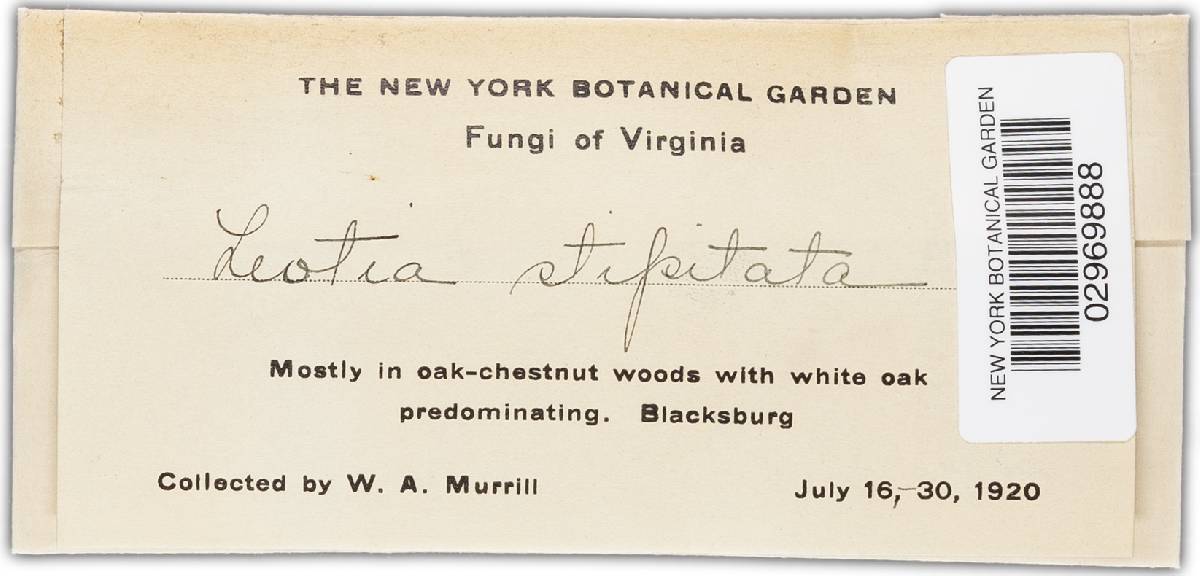 THE NEW YORK BOTANICAL GARDEN
Fungi of Virginia
Leotia stipitata
Mostly in oak-chestnut woods with white oak
predominating. Blacksburg
Collected by W. A. Murrill
July 16,-30, 1920
NEW YORK BOTANICAL GARDEN
02969888